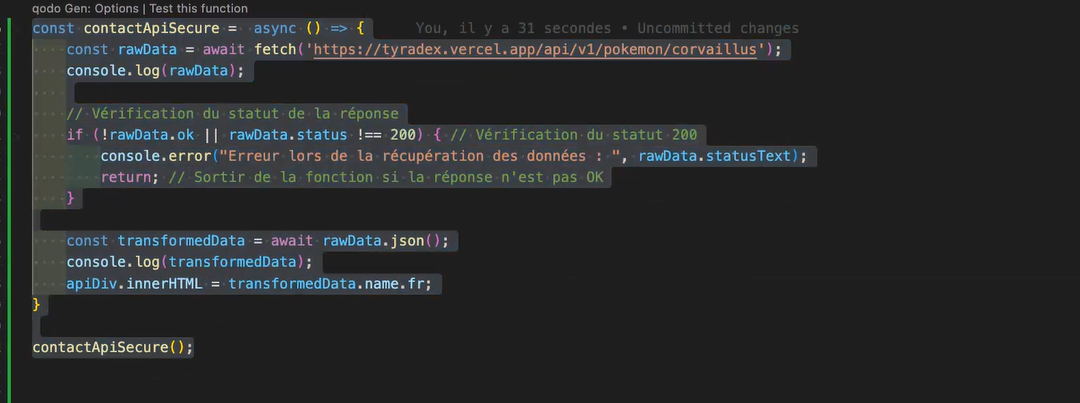 qodo Gen: Options | Test this function
const contactApiSecure = async () => { You, il y a 31 secondes • Uncommitted changes
const rawData = await fetch('https://tyradex.vercel.app/api/v1/pokemon/corvaillus');
console.log(rawData);
// Vérification du statut de la réponse
if (!rawData.ok || rawData.status !== 200) { // Vérification du statut 200
console.error("Erreur lors de la récupération des données : ", rawData.statusText);
return; // Sortir de la fonction si la réponse n'est pas OK
}
const transformedData = await rawData.json();
console.log(transformedData);
apiDiv.innerHTML = transformedData.name.fr;
}
contactApiSecure();